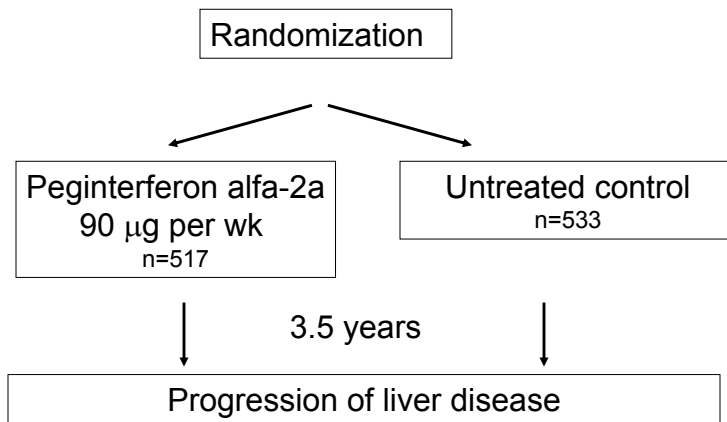 Randomization
Peginterferon alfa-2a
90 μg per wk
n=517
Untreated control
n=533
3.5 years
Progression of liver disease